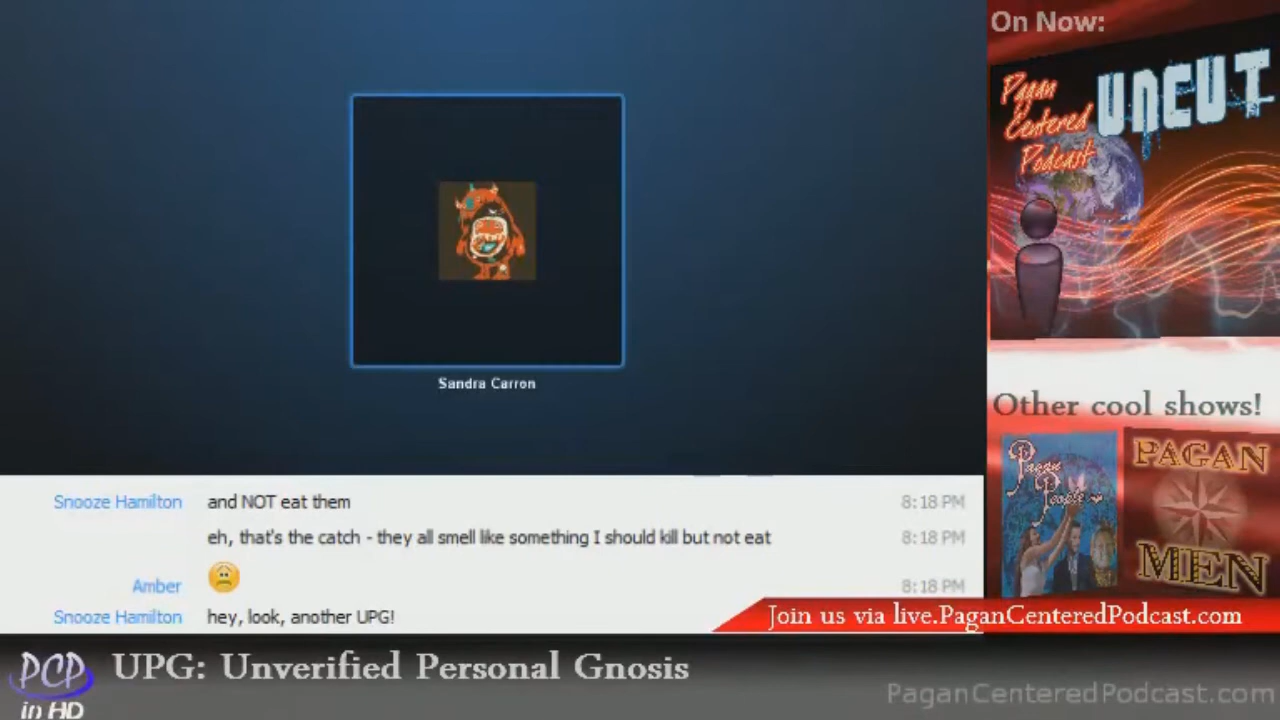 On Now:
Pagan
Centered
Podcast
UNCUT
Sandra Carron
Other cool shows!
Pagan
People
PAGAN
MEN
Snooze Hamilton and NOT eat them 8:18 PM
eh, that's the catch - they all smell like something I should kill but not eat 8:18 PM
Amber 8:18 PM
Snooze Hamilton hey, look, another UPG!
Join us via live.PaganCenteredPodcast.com
PCP
in HD
UPG: Unverified Personal Gnosis
PaganCenteredPodcast.com